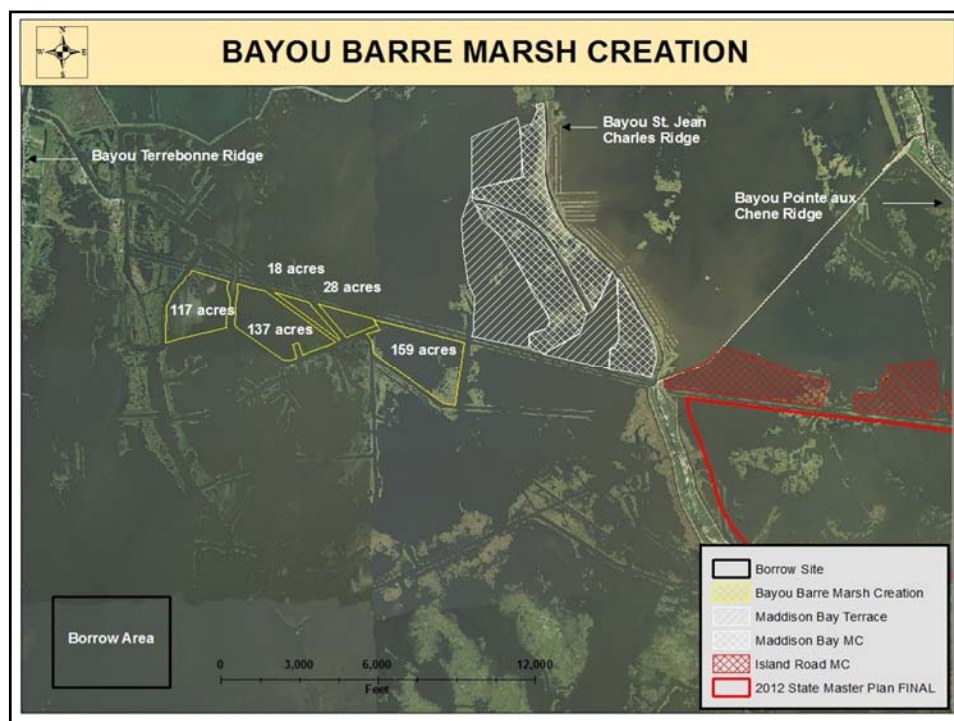 N
W E
S
BAYOU BARRE MARSH CREATION
Bayou Terrebonne Ridge
Bayou St. Jean
Charles Ridge
Bayou Pointe aux
Chene Ridge
18 acres
28 acres
117 acres
137 acres
159 acres
Borrow Area
0 3,000 6,000 12,000
Feet
Borrow Site
Bayou Barre Marsh Creation
Maddison Bay Terrace
Maddison Bay MC
Island Road MC
2012 State Master Plan FINAL